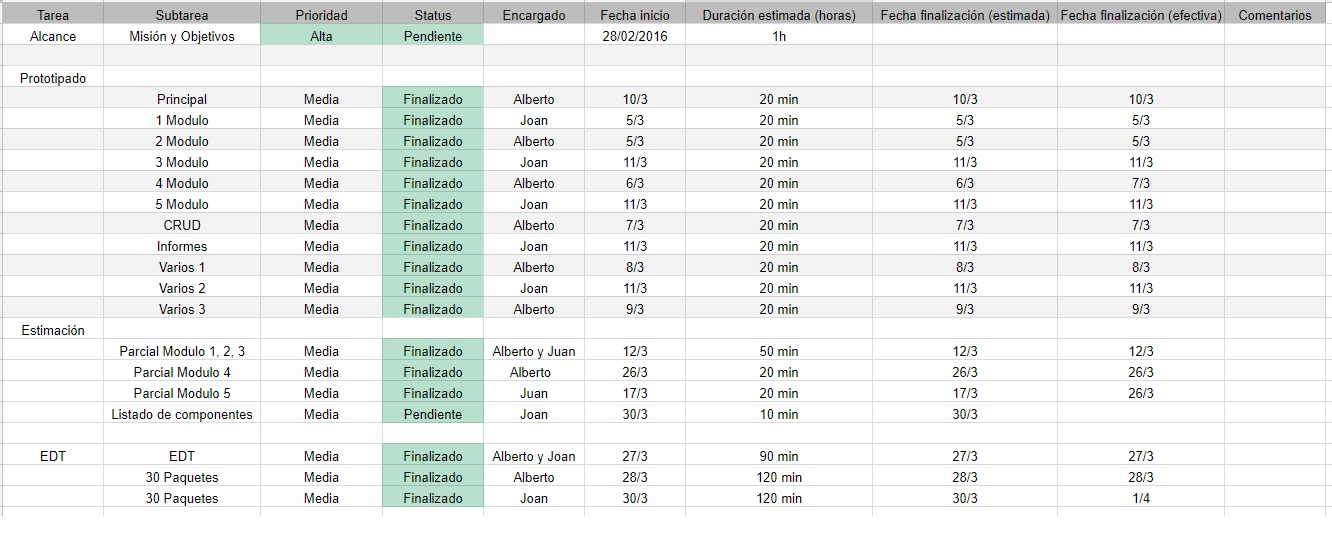 Tarea Subtarea Prioridad Status Encargado Fecha inicio Duración estimada (horas) Fecha finalización (estimada) Fecha finalización (efectiva) Comentarios
Alcance Misión y Objetivos Alta Pendiente 28/02/2016 1h
Prototipado
Principal Media Finalizado Alberto 10/3 20 min 10/3 10/3
1 Modulo Media Finalizado Joan 5/3 20 min 5/3 5/3
2 Modulo Media Finalizado Alberto 5/3 20 min 5/3 5/3
3 Modulo Media Finalizado Joan 11/3 20 min 11/3 11/3
4 Modulo Media Finalizado Alberto 6/3 20 min 6/3 7/3
5 Modulo Media Finalizado Joan 11/3 20 min 11/3 11/3
CRUD Media Finalizado Alberto 7/3 20 min 7/3 7/3
Informes Media Finalizado Joan 11/3 20 min 11/3 11/3
Varios 1 Media Finalizado Alberto 8/3 20 min 8/3 8/3
Varios 2 Media Finalizado Joan 11/3 20 min 11/3 11/3
Varios 3 Media Finalizado Alberto 9/3 20 min 9/3 9/3
Estimación
Parcial Modulo 1, 2, 3 Media Finalizado Alberto y Juan 12/3 50 min 12/3 12/3
Parcial Modulo 4 Media Finalizado Alberto 26/3 20 min 26/3 26/3
Parcial Modulo 5 Media Finalizado Juan 17/3 20 min 17/3 26/3
Listado de componentes Media Pendiente Joan 30/3 10 min 30/3
EDT EDT Media Finalizado Alberto y Joan 27/3 90 min 27/3 27/3
30 Paquetes Media Finalizado Alberto 28/3 120 min 28/3 28/3
30 Paquetes Media Finalizado Joan 30/3 120 min 30/3 1/4